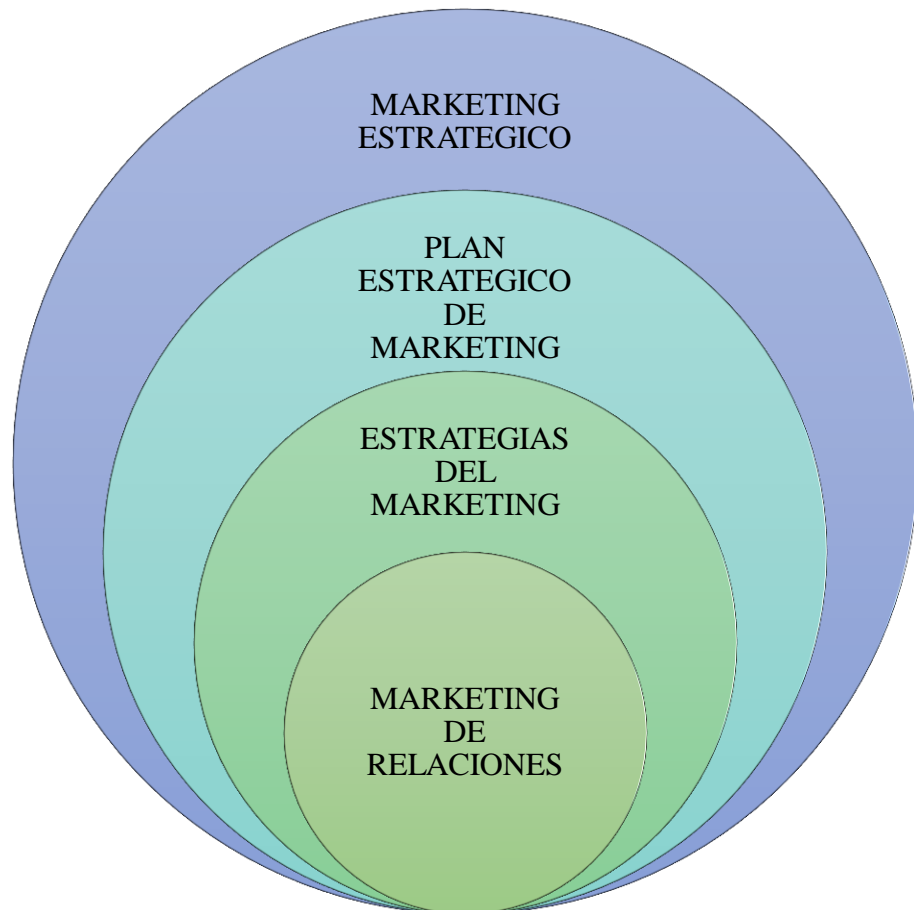 MARKETING
ESTRATEGICO
PLAN
ESTRATEGICO
DE
MARKETING
ESTRATEGIAS
DEL
MARKETING
MARKETING
DE
RELACIONES